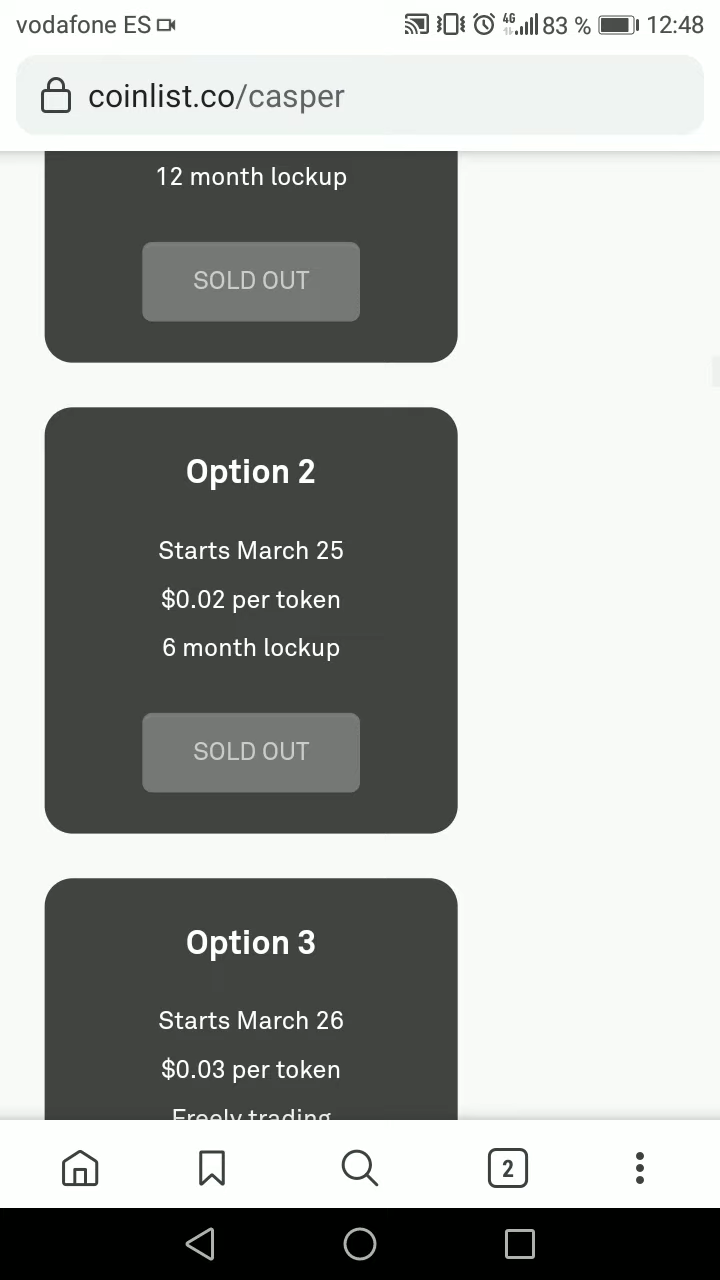 vodafone ES 4G 83 % 12:48
coinlist.co/casper
12 month lockup
SOLD OUT
Option 2
Starts March 25
$0.02 per token
6 month lockup
SOLD OUT
Option 3
Starts March 26
$0.03 per token
Freely trading
2